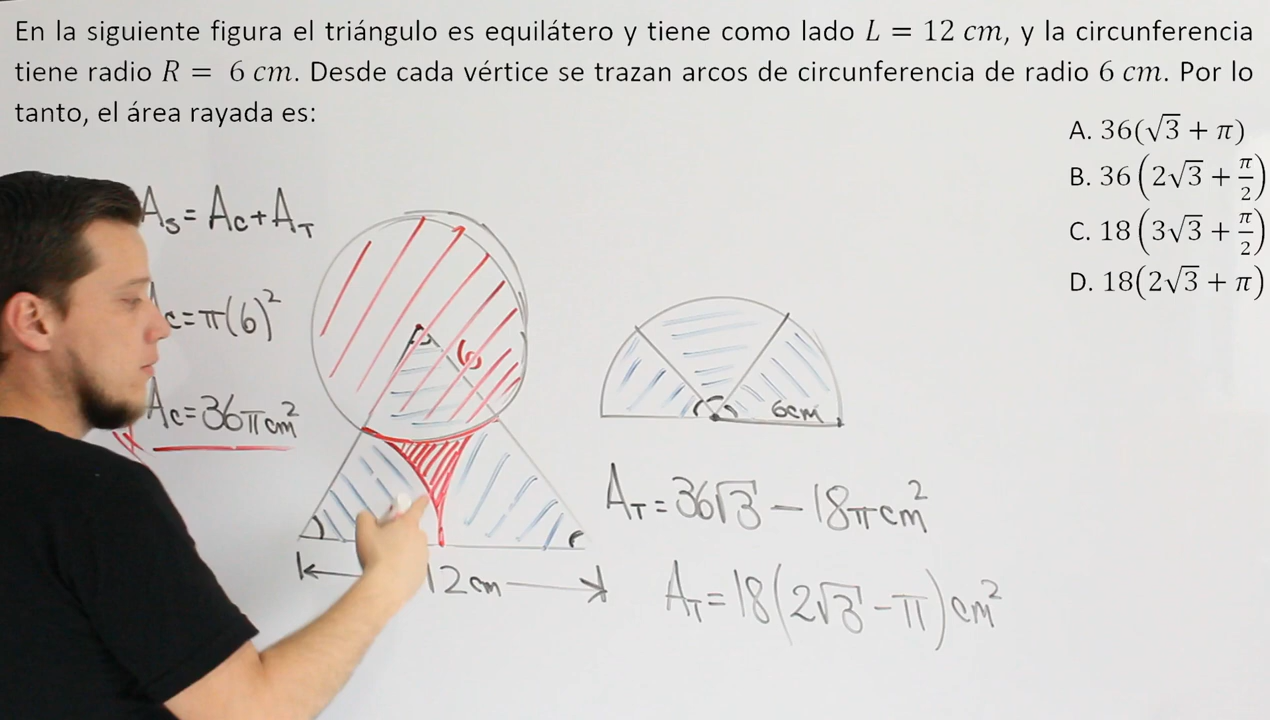 En la siguiente figura el triángulo es equilátero y tiene como lado L = 12 cm, y la circunferencia
tiene radio R = 6 cm. Desde cada vértice se trazan arcos de circunferencia de radio 6 cm. Por lo
tanto, el área rayada es:
A. 36(√3 + π)
B. 36(2√3 + π/2)
C. 18(3√3 + π/2)
D. 18(2√3 + π)
As = Ac + AT
c = π(6)²
Ac = 36π cm²
6
12 cm
6cm
AT = 36√3 − 18π cm²
AT = 18(2√3 − π) cm²